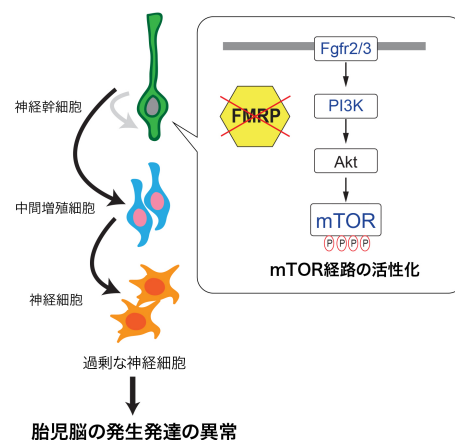 神経幹細胞
中間増殖細胞
神経細胞
過剰な神経細胞
胎児脳の発生発達の異常
Fgfr2/3
FMRP
PI3K
Akt
mTOR
P P P P
mTOR経路の活性化